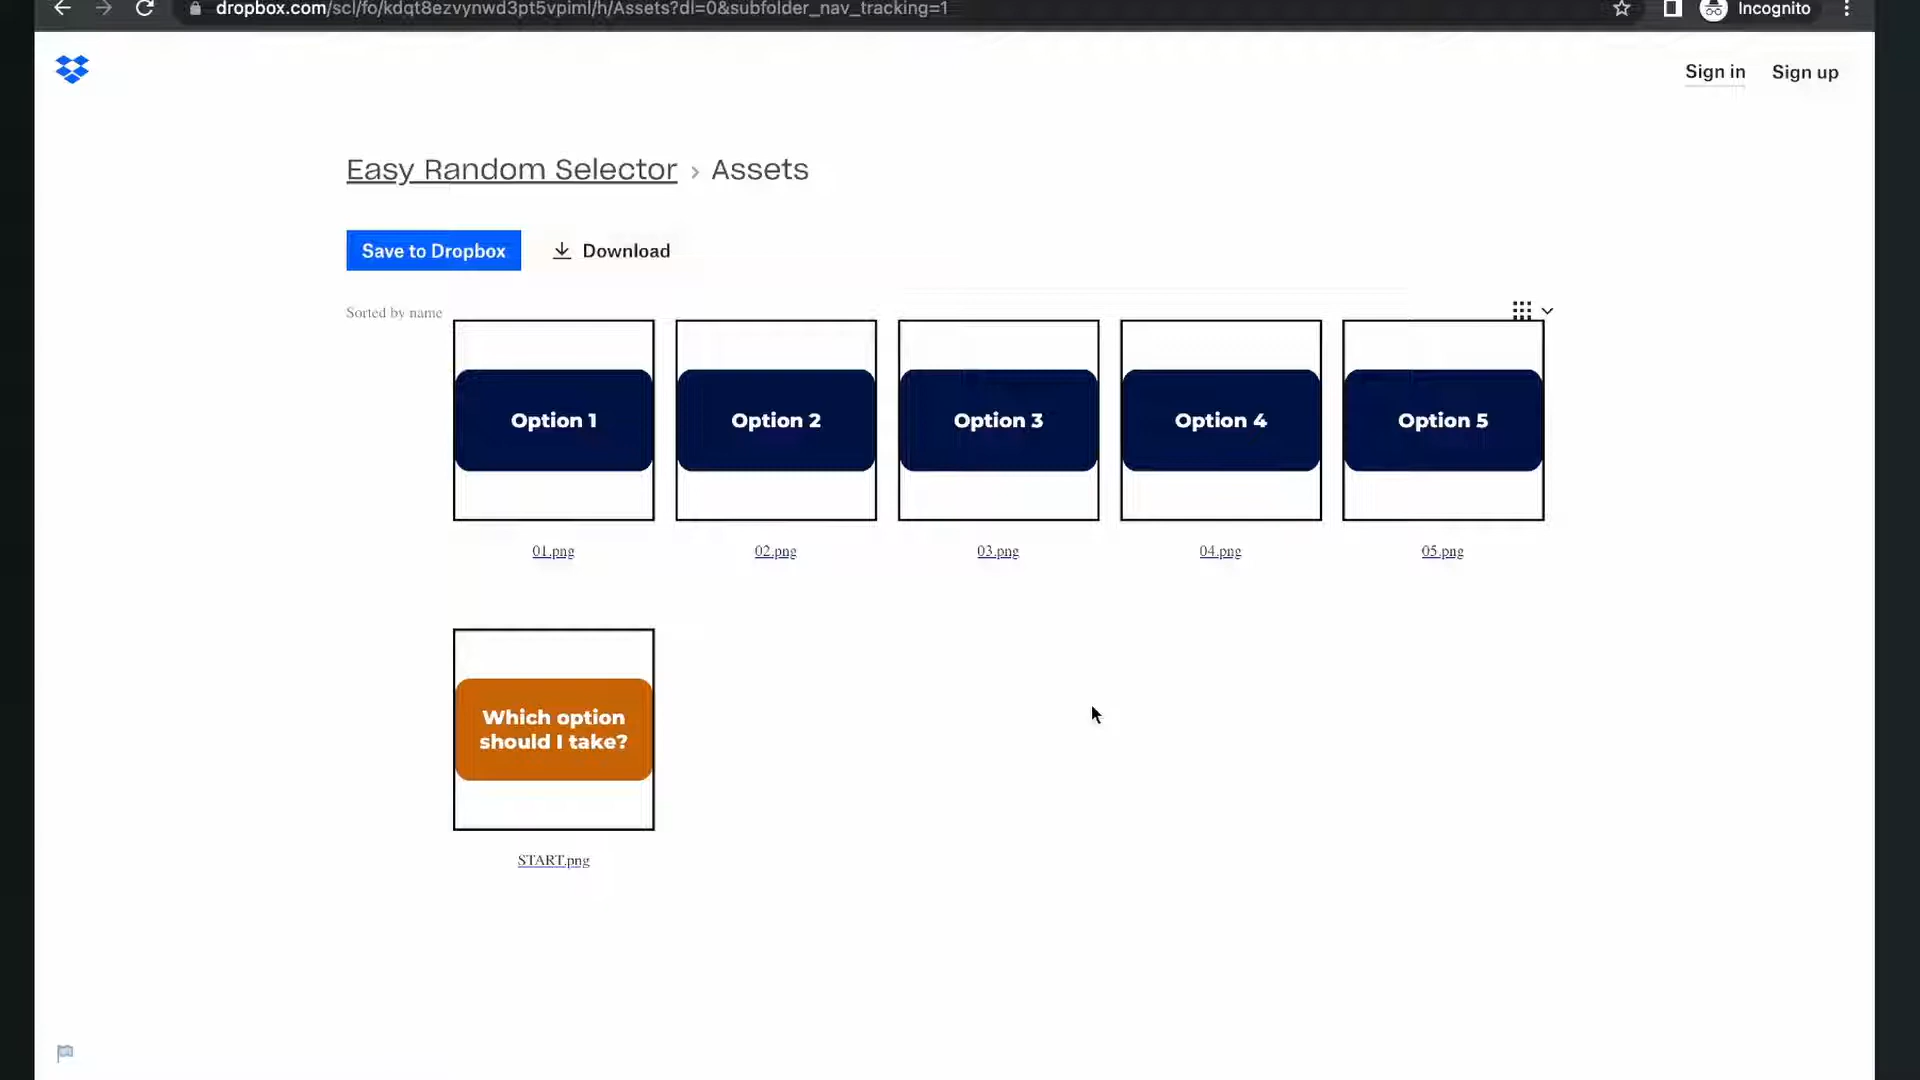 dropbox.com/scl/fo/kdqt8ezvynwd3pt5vpiml/h/Assets?dl=0&subfolder_nav_tracking=1
Incognito
Sign in
Sign up
Easy Random Selector › Assets
Save to Dropbox
Download
Sorted by name
Option 1
Option 2
Option 3
Option 4
Option 5
01.png
02.png
03.png
04.png
05.png
Which option
should I take?
START.png